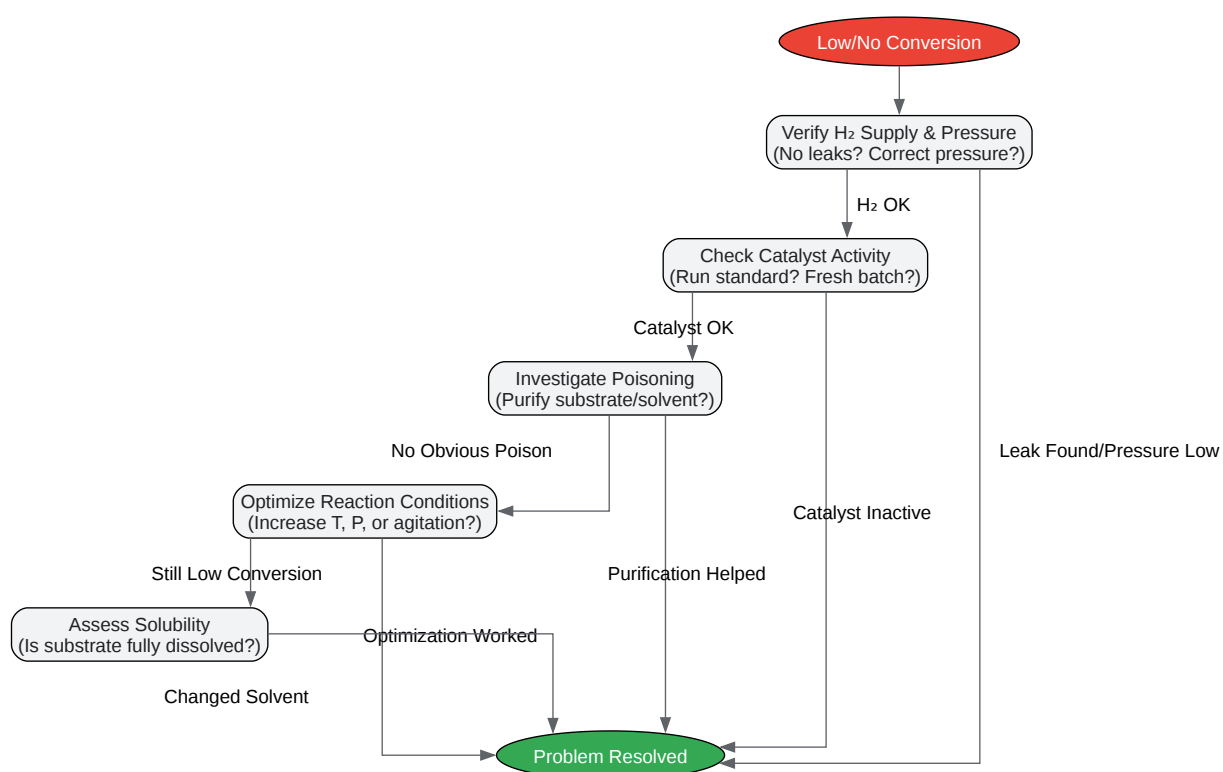 Low/No Conversion
Verify H₂ Supply & Pressure
(No leaks? Correct pressure?)
H₂ OK
Check Catalyst Activity
(Run standard? Fresh batch?)
Catalyst OK
Investigate Poisoning
(Purify substrate/solvent?)
No Obvious Poison
Leak Found/Pressure Low
Optimize Reaction Conditions
(Increase T, P, or agitation?)
Catalyst Inactive
Still Low Conversion
Purification Helped
Assess Solubility
(Is substrate fully dissolved?)
Optimization Worked
Changed Solvent
Problem Resolved